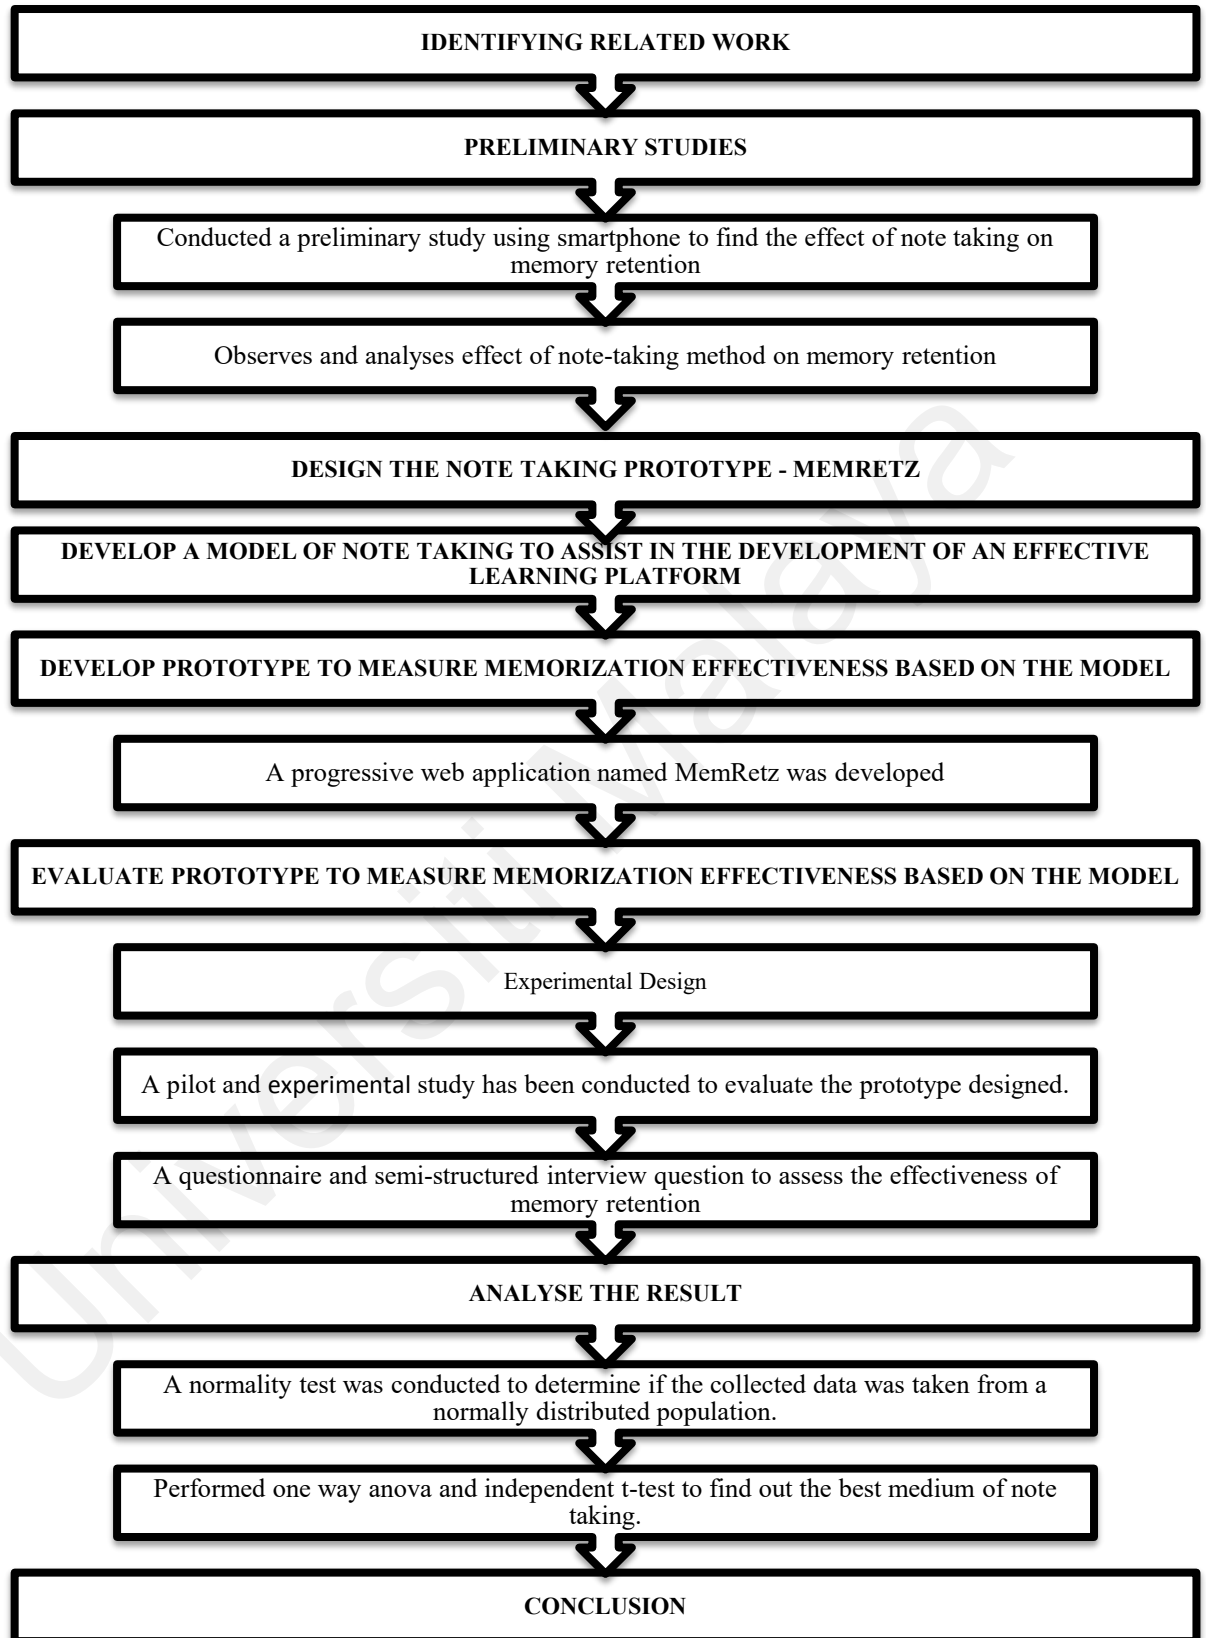 IDENTIFYING RELATED WORK
PRELIMINARY STUDIES
Conducted a preliminary study using smartphone to find the effect of note taking on
memory retention
Observes and analyses effect of note-taking method on memory retention
DESIGN THE NOTE TAKING PROTOTYPE - MEMRETZ
DEVELOP A MODEL OF NOTE TAKING TO ASSIST IN THE DEVELOPMENT OF AN EFFECTIVE
LEARNING PLATFORM
DEVELOP PROTOTYPE TO MEASURE MEMORIZATION EFFECTIVENESS BASED ON THE MODEL
A progressive web application named MemRetz was developed
EVALUATE PROTOTYPE TO MEASURE MEMORIZATION EFFECTIVENESS BASED ON THE MODEL
Experimental Design
A pilot and experimental study has been conducted to evaluate the prototype designed.
A questionnaire and semi-structured interview question to assess the effectiveness of
memory retention
ANALYSE THE RESULT
A normality test was conducted to determine if the collected data was taken from a
normally distributed population.
Performed one way anova and independent t-test to find out the best medium of note
taking.
CONCLUSION
Universiti Malaya